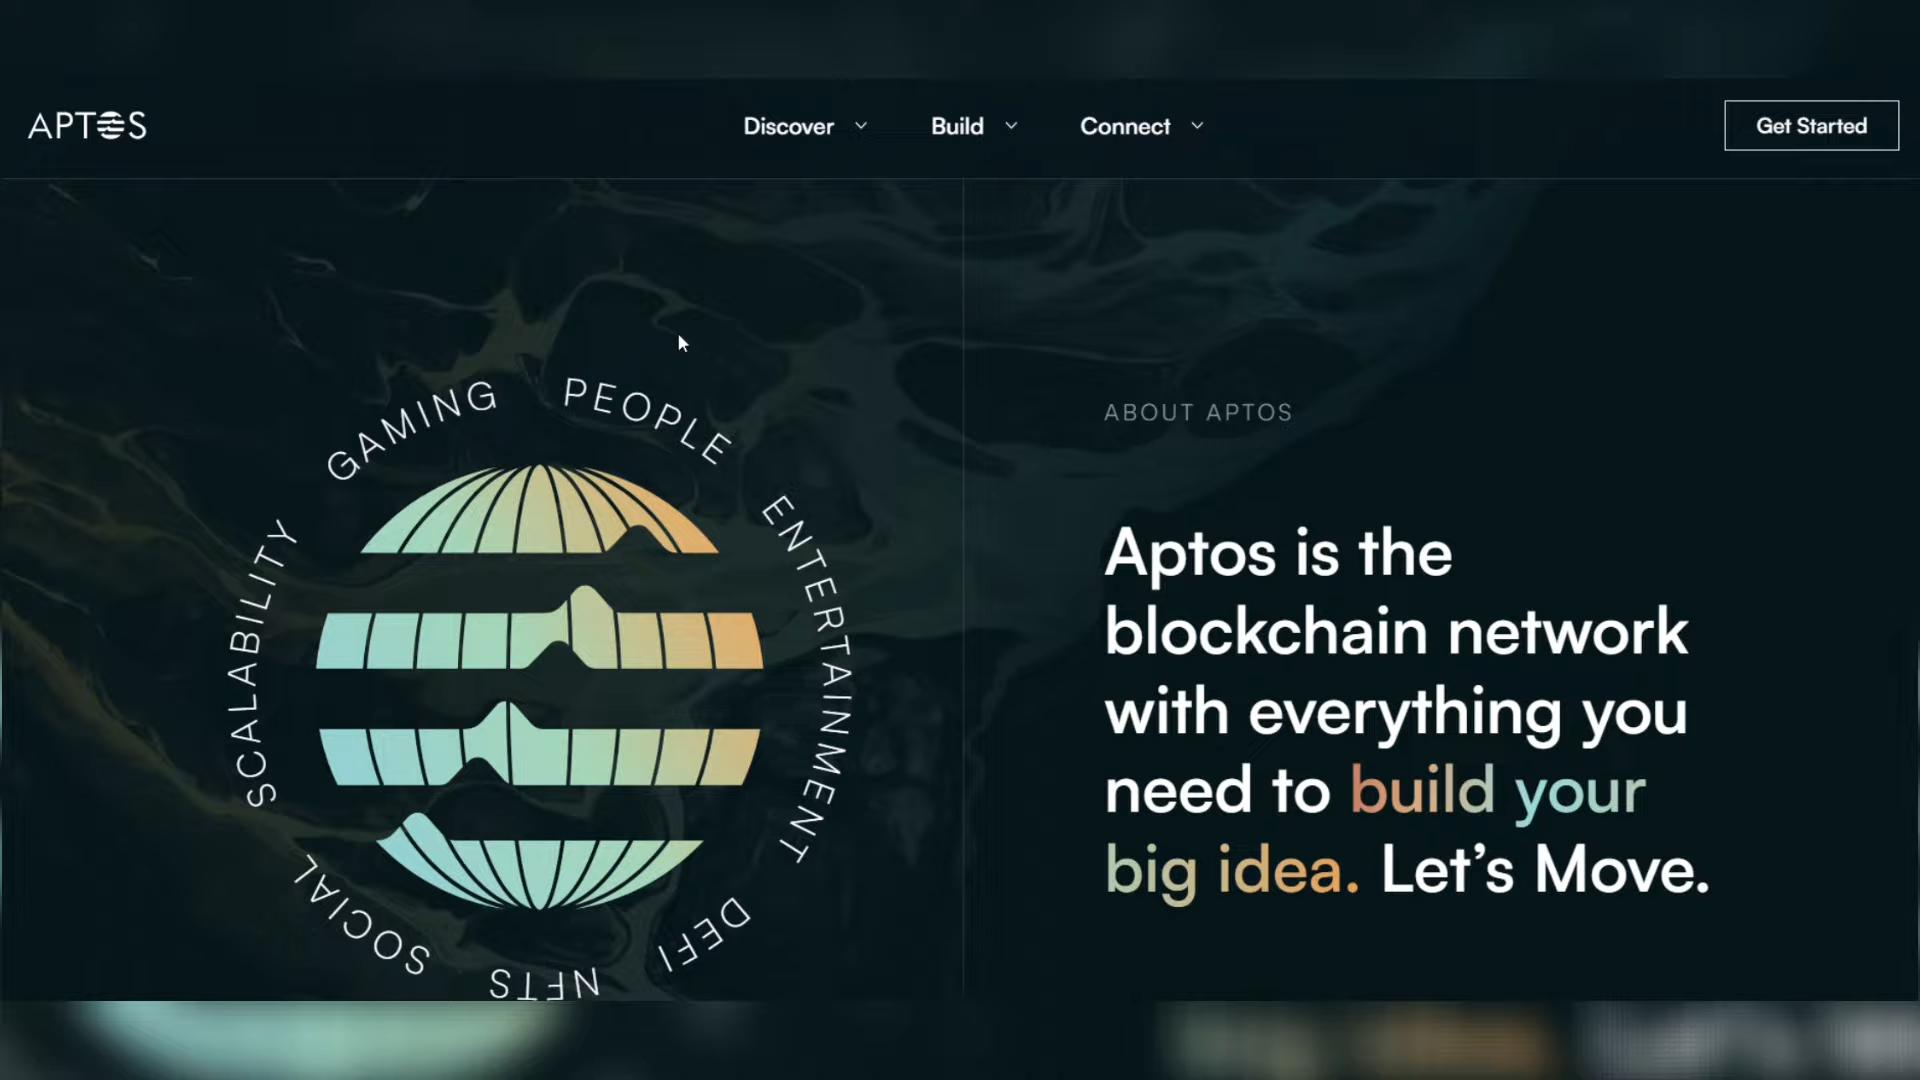 APTOS
Discover
Build
Connect
Get Started
GAMING
PEOPLE
ENTERTAINMENT
DEFI
NFTS
SOCIAL
SCALABILITY
ABOUT APTOS
Aptos is the
blockchain network
with everything you
need to build your
big idea. Let’s Move.